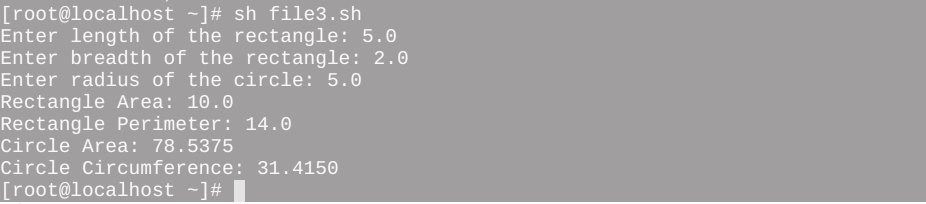 [root@localhost ~]# sh file3.sh
Enter length of the rectangle: 5.0
Enter breadth of the rectangle: 2.0
Enter radius of the circle: 5.0
Rectangle Area: 10.0
Rectangle Perimeter: 14.0
Circle Area: 78.5375
Circle Circumference: 31.4150
[root@localhost ~]#